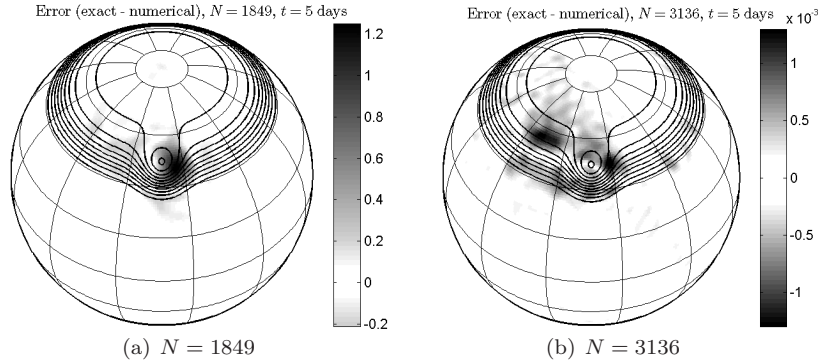 Error (exact - numerical), N = 1849, t = 5 days
1.2
1
0.8
0.6
0.4
0.2
0
-0.2
(a) N = 1849
Error (exact - numerical), N = 3136, t = 5 days
x 10⁻³
1
0.5
0
-0.5
-1
(b) N = 3136